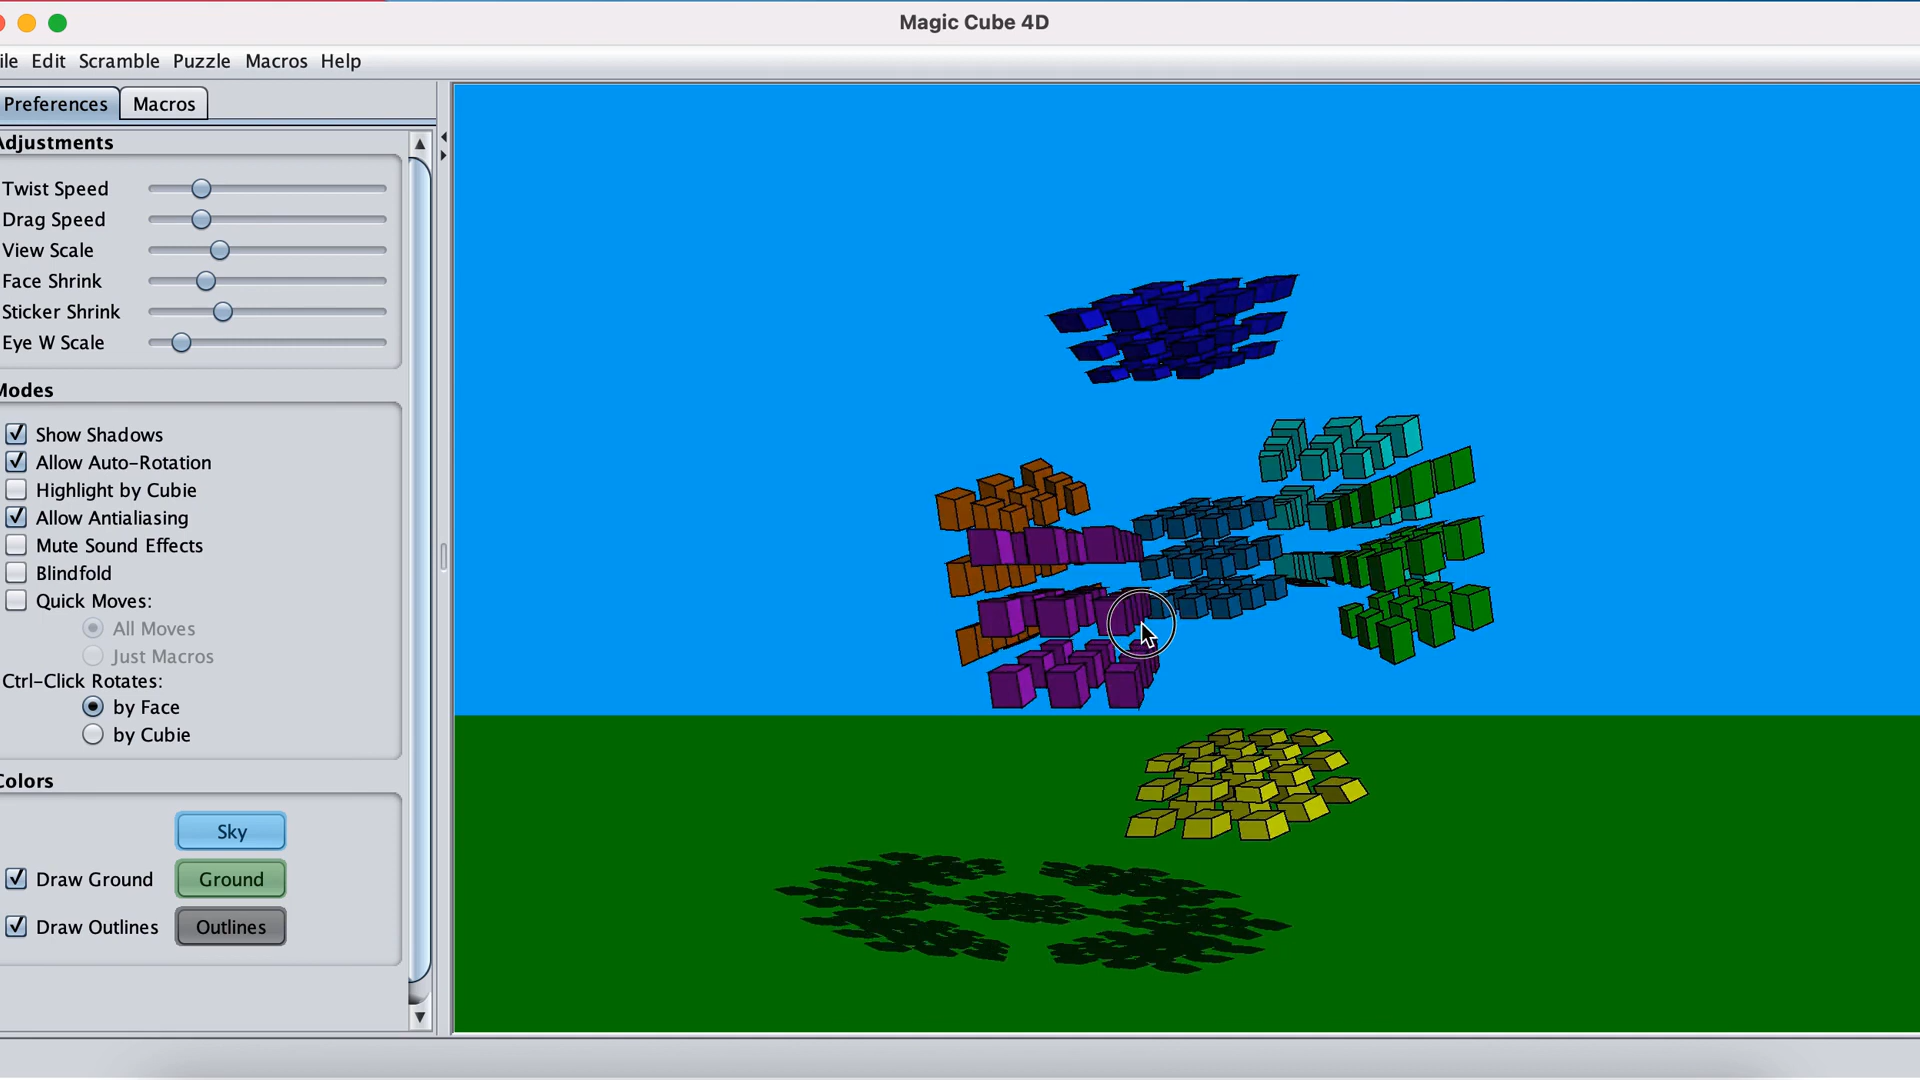 Magic Cube 4D
ile Edit Scramble Puzzle Macros Help
Preferences Macros
Adjustments
Twist Speed
Drag Speed
View Scale
Face Shrink
Sticker Shrink
Eye W Scale
Modes
Show Shadows
Allow Auto-Rotation
Highlight by Cubie
Allow Antialiasing
Mute Sound Effects
Blindfold
Quick Moves:
All Moves
Just Macros
Ctrl-Click Rotates:
by Face
by Cubie
Colors
Sky
Draw Ground Ground
Draw Outlines Outlines